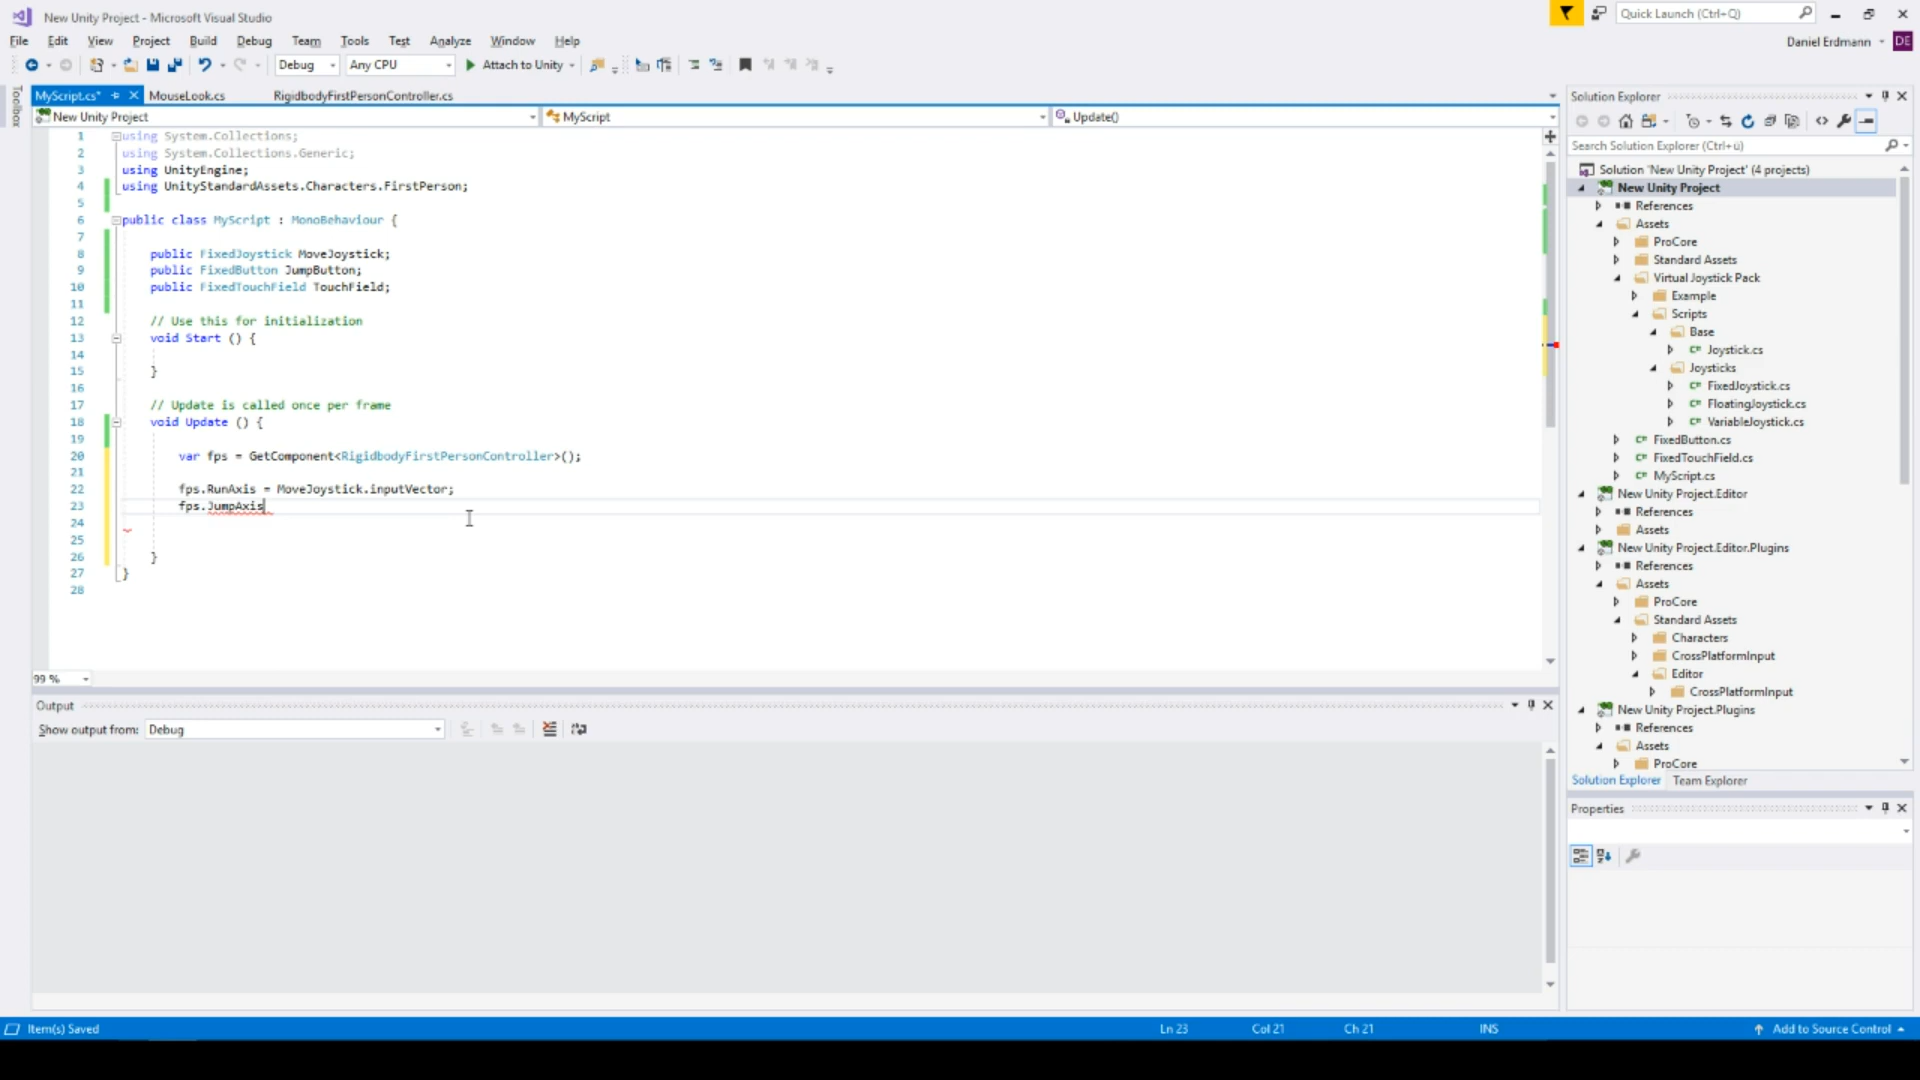 New Unity Project - Microsoft Visual Studio
Quick Launch (Ctrl+Q)
File Edit View Project Build Debug Team Tools Test Analyze Window Help
Daniel Erdmann DE
Debug Any CPU Attach to Unity
Toolbox
MyScript.cs* MouseLook.cs RigidbodyFirstPersonController.cs
New Unity Project MyScript Update()
1 using System.Collections;
2 using System.Collections.Generic;
3 using UnityEngine;
4 using UnityStandardAssets.Characters.FirstPerson;
5
6 public class MyScript : MonoBehaviour {
7
8 public FixedJoystick MoveJoystick;
9 public FixedButton JumpButton;
10 public FixedTouchField TouchField;
11
12 // Use this for initialization
13 void Start () {
14
15 }
16
17 // Update is called once per frame
18 void Update () {
19
20 var fps = GetComponent<RigidbodyFirstPersonController>();
21
22 fps.RunAxis = MoveJoystick.inputVector;
23 fps.JumpAxis
24
25
26 }
27 }
28
99 %
Output
Show output from: Debug
Solution Explorer
Search Solution Explorer (Ctrl+ü)
Solution 'New Unity Project' (4 projects)
New Unity Project
References
Assets
ProCore
Standard Assets
Virtual Joystick Pack
Example
Scripts
Base
C# Joystick.cs
Joysticks
C# FixedJoystick.cs
C# FloatingJoystick.cs
C# VariableJoystick.cs
C# FixedButton.cs
C# FixedTouchField.cs
C# MyScript.cs
New Unity Project.Editor
References
Assets
New Unity Project.Editor.Plugins
References
Assets
ProCore
Standard Assets
Characters
CrossPlatformInput
Editor
CrossPlatformInput
New Unity Project.Plugins
References
Assets
ProCore
Solution Explorer Team Explorer
Properties
Item(s) Saved Ln 23 Col 21 Ch 21 INS Add to Source Control